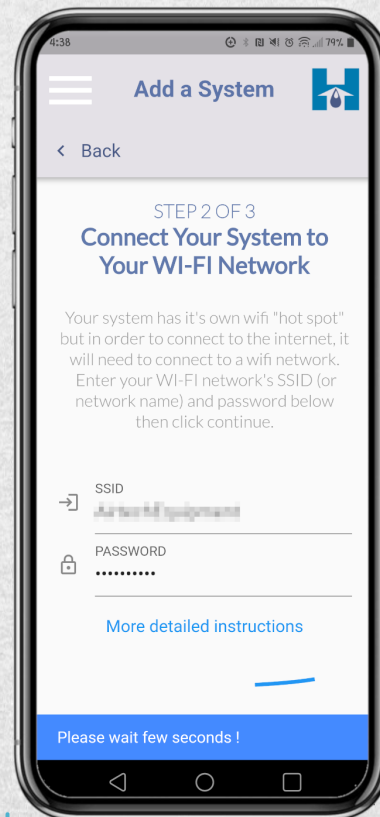 4:38
79%
Add a System
Back
STEP 2 OF 3
Connect Your System to
Your WI-FI Network
Your system has it's own wifi "hot spot"
but in order to connect to the internet, it
will need to connect to a wifi network.
Enter your WI-FI network's SSID (or
network name) and password below
then click continue.
SSID
PASSWORD
••••••••••
More detailed instructions
Please wait few seconds !